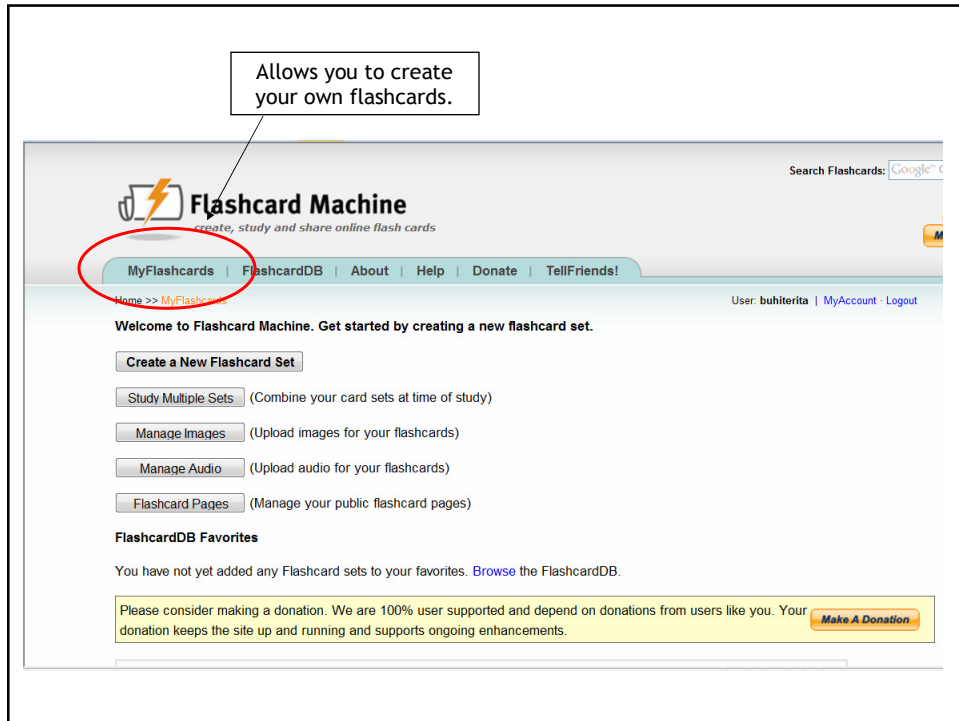 Allows you to create
your own flashcards.
Search Flashcards: Google™
Flashcard Machine
create, study and share online flash cards
MyFlashcards | FlashcardDB | About | Help | Donate | TellFriends!
Home >> MyFlashcards
User: buhiterita | MyAccount · Logout
Welcome to Flashcard Machine. Get started by creating a new flashcard set.
Create a New Flashcard Set
Study Multiple Sets (Combine your card sets at time of study)
Manage Images (Upload images for your flashcards)
Manage Audio (Upload audio for your flashcards)
Flashcard Pages (Manage your public flashcard pages)
FlashcardDB Favorites
You have not yet added any Flashcard sets to your favorites. Browse the FlashcardDB.
Please consider making a donation. We are 100% user supported and depend on donations from users like you. Your
donation keeps the site up and running and supports ongoing enhancements.
Make A Donation